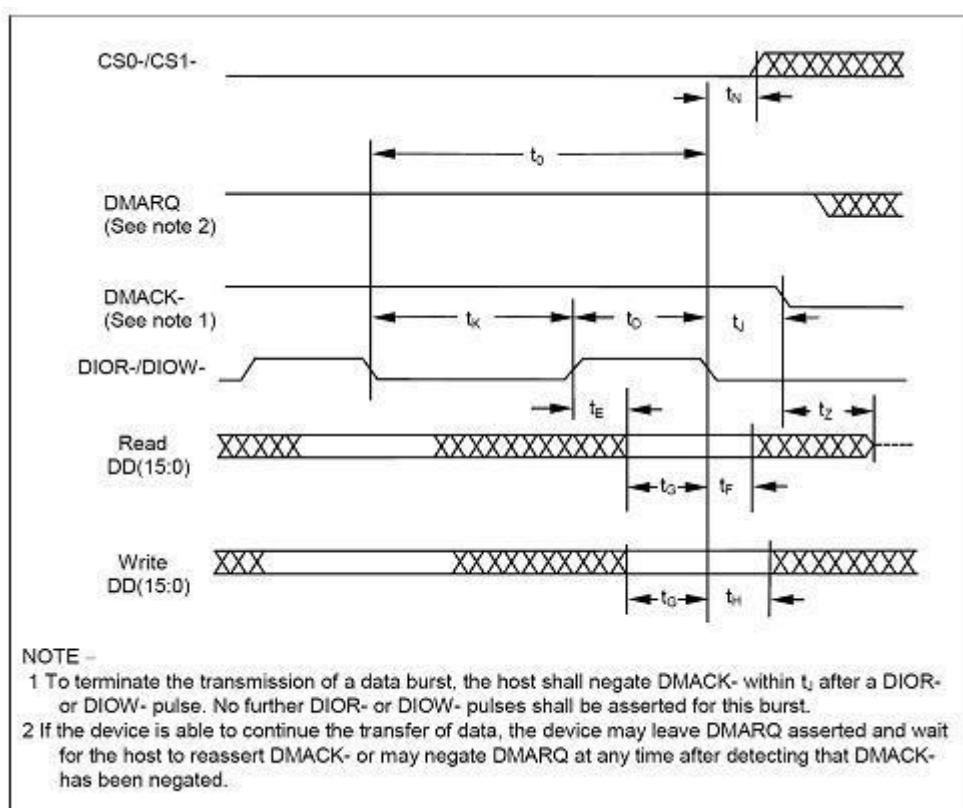 CS0-/CS1-
tN
t0
DMARQ
(See note 2)
DMACK-
(See note 1)
tK
tD
tJ
DIOR-/DIOW-
tE
tZ
Read
DD(15:0)
tG
tF
Write
DD(15:0)
tG
tH
NOTE –
1 To terminate the transmission of a data burst, the host shall negate DMACK- within tJ after a DIOR-
or DIOW- pulse. No further DIOR- or DIOW- pulses shall be asserted for this burst.
2 If the device is able to continue the transfer of data, the device may leave DMARQ asserted and wait
for the host to reassert DMACK- or may negate DMARQ at any time after detecting that DMACK-
has been negated.